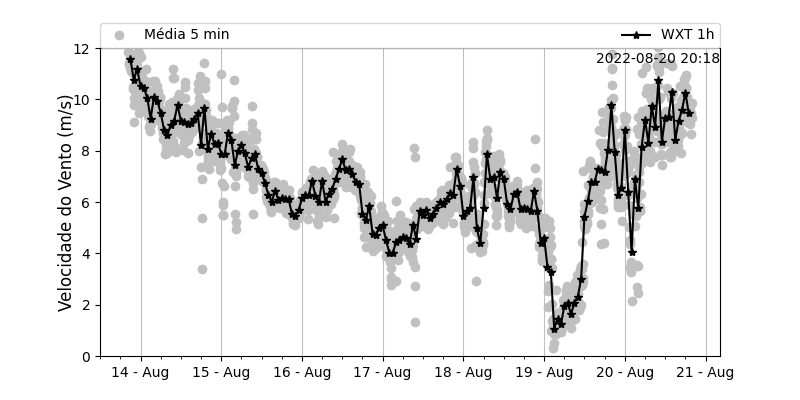 Média 5 min
WXT 1h
2022-08-20 20:18
Velocidade do Vento (m/s)
12
10
8
6
4
2
0
14 - Aug
15 - Aug
16 - Aug
17 - Aug
18 - Aug
19 - Aug
20 - Aug
21 - Aug